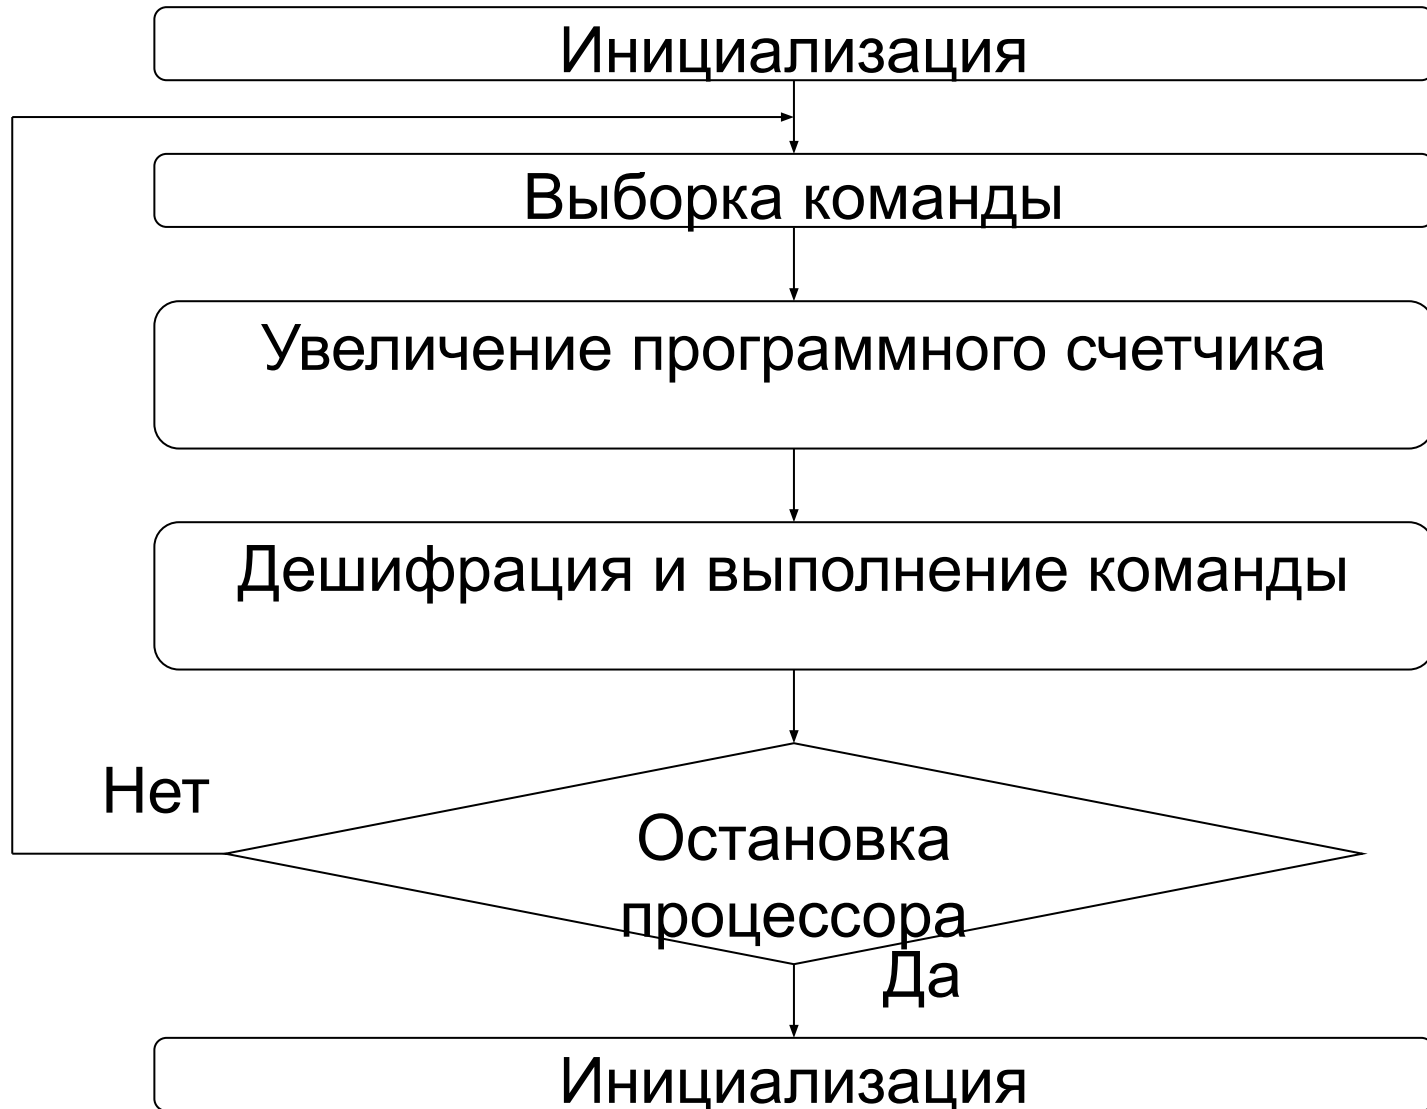 Инициализация
Выборка команды
Увеличение программного счетчика
Дешифрация и выполнение команды
Нет
Остановка
процессора
Да
Инициализация